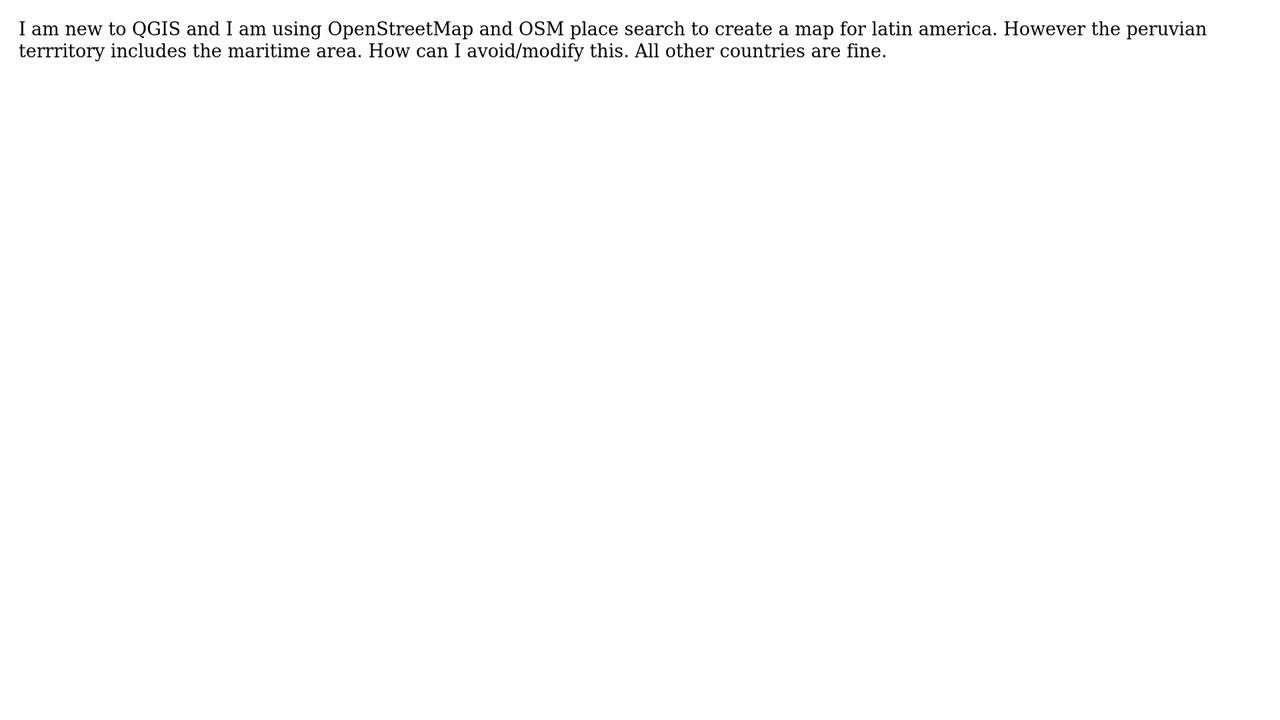 I am new to QGIS and I am using OpenStreetMap and OSM place search to create a map for latin america. However the peruvian
terrritory includes the maritime area. How can I avoid/modify this. All other countries are fine.